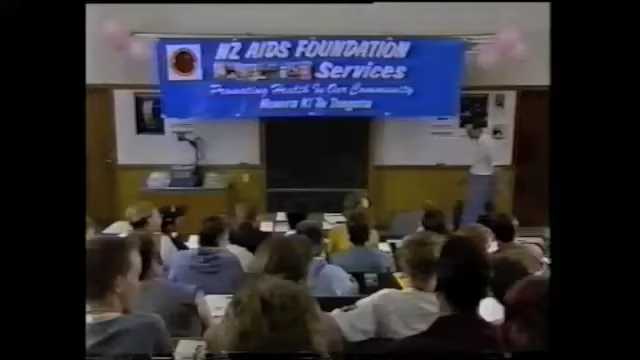 NZ AIDS FOUNDATION
Services
Promoting Health In Our Community
Hauora Ki Te Tangata